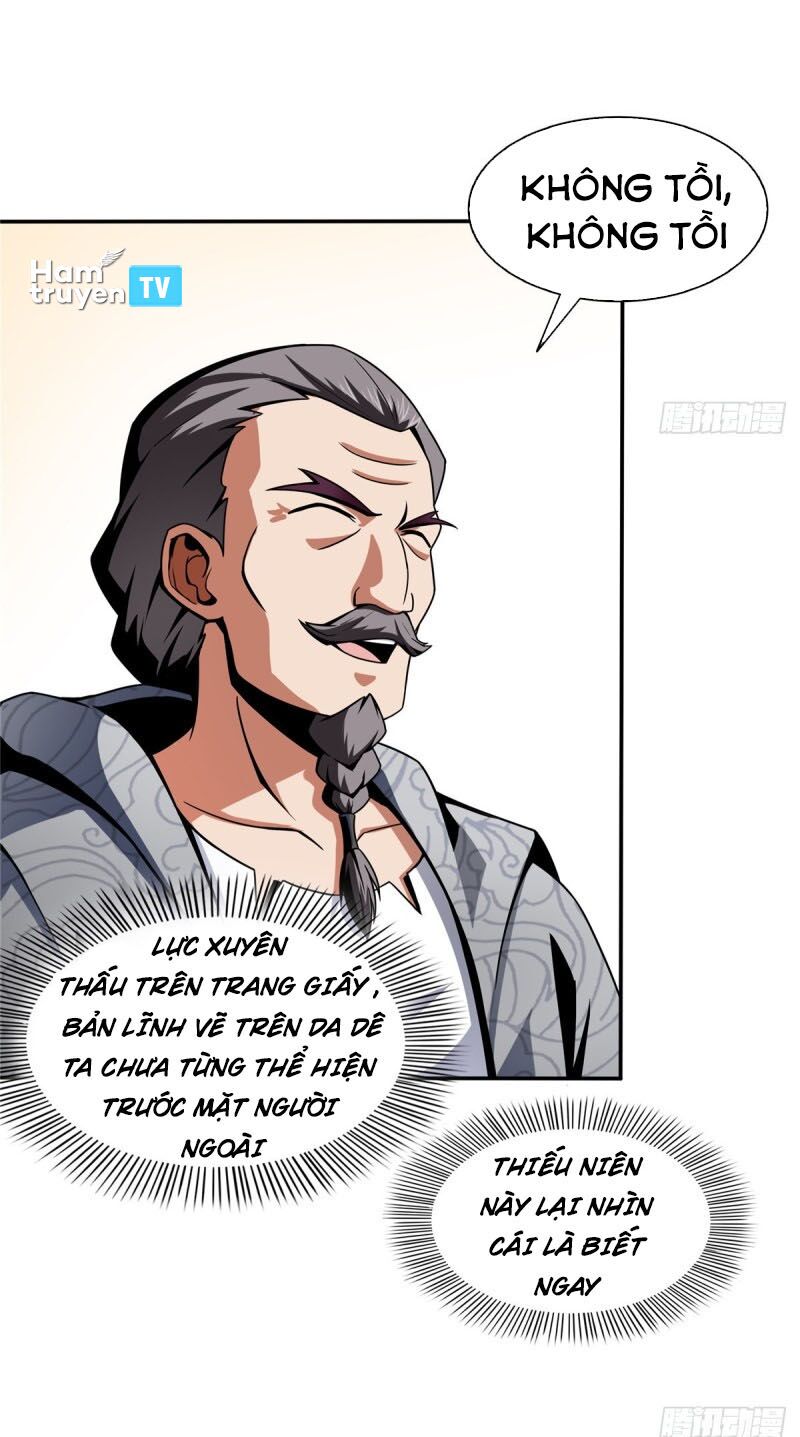 KHÔNG TỒI,
KHÔNG TỒI
Ham
truyen TV
腾讯动漫
LỰC XUYÊN
THẤU TRÊN TRANG GIẤY,
BẢN LĨNH VẼ TRÊN DA DÊ
TA CHƯA TỪNG THỂ HIỆN
TRƯỚC MẶT NGƯỜI
NGOÀI
THIẾU NIÊN
NÀY LẠI NHÌN
CÁI LÀ BIẾT
NGAY
腾讯动漫